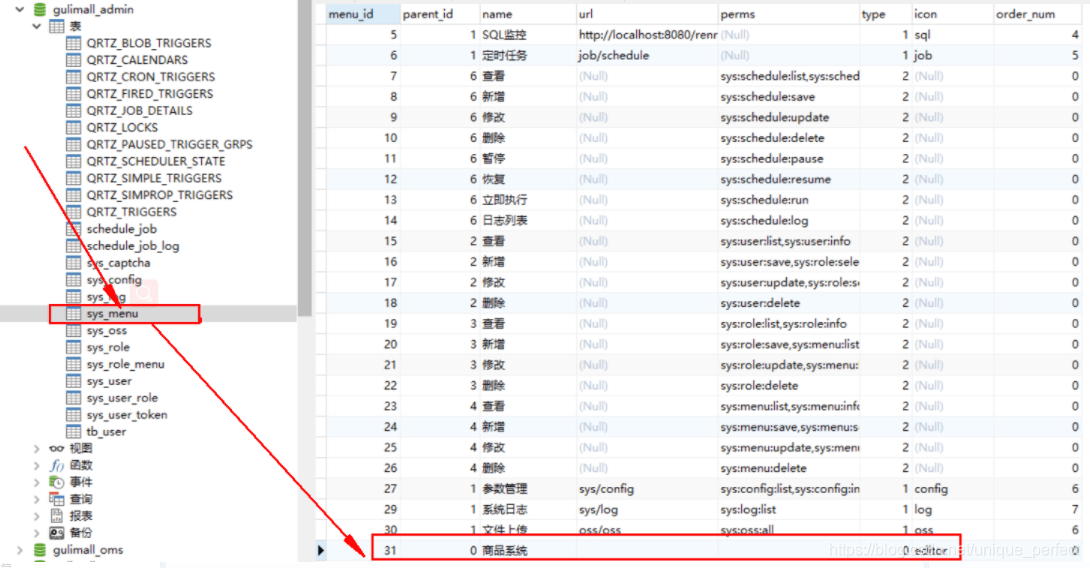 gulimall_admin
表
QRTZ_BLOB_TRIGGERS
QRTZ_CALENDARS
QRTZ_CRON_TRIGGERS
QRTZ_FIRED_TRIGGERS
QRTZ_JOB_DETAILS
QRTZ_LOCKS
QRTZ_PAUSED_TRIGGER_GRPS
QRTZ_SCHEDULER_STATE
QRTZ_SIMPLE_TRIGGERS
QRTZ_SIMPROP_TRIGGERS
QRTZ_TRIGGERS
schedule_job
schedule_job_log
sys_captcha
sys_config
sys_log
sys_menu
sys_oss
sys_role
sys_role_menu
sys_user
sys_user_role
sys_user_token
tb_user
视图
函数
事件
查询
报表
备份
gulimall_oms
menu_id parent_id name url perms type icon order_num
5 1 SQL监控 http://localhost:8080/renr (Null) 1 sql 4
6 1 定时任务 job/schedule (Null) 1 job 5
7 6 查看 (Null) sys:schedule:list,sys:sched 2 (Null) 0
8 6 新增 (Null) sys:schedule:save 2 (Null) 0
9 6 修改 (Null) sys:schedule:update 2 (Null) 0
10 6 删除 (Null) sys:schedule:delete 2 (Null) 0
11 6 暂停 (Null) sys:schedule:pause 2 (Null) 0
12 6 恢复 (Null) sys:schedule:resume 2 (Null) 0
13 6 立即执行 (Null) sys:schedule:run 2 (Null) 0
14 6 日志列表 (Null) sys:schedule:log 2 (Null) 0
15 2 查看 (Null) sys:user:list,sys:user:info 2 (Null) 0
16 2 新增 (Null) sys:user:save,sys:role:sele 2 (Null) 0
17 2 修改 (Null) sys:user:update,sys:role:s 2 (Null) 0
18 2 删除 (Null) sys:user:delete 2 (Null) 0
19 3 查看 (Null) sys:role:list,sys:role:info 2 (Null) 0
20 3 新增 (Null) sys:role:save,sys:menu:list 2 (Null) 0
21 3 修改 (Null) sys:role:update,sys:menu: 2 (Null) 0
22 3 删除 (Null) sys:role:delete 2 (Null) 0
23 4 查看 (Null) sys:menu:list,sys:menu:info 2 (Null) 0
24 4 新增 (Null) sys:menu:save,sys:menu:s 2 (Null) 0
25 4 修改 (Null) sys:menu:update,sys:menu 2 (Null) 0
26 4 删除 (Null) sys:menu:delete 2 (Null) 0
27 1 参数管理 sys/config sys:config:list,sys:config:in 1 config 6
29 1 系统日志 sys/log sys:log:list 1 log 7
30 1 文件上传 oss/oss sys:oss:all 1 oss 6
31 0 商品系统 0 editor 0